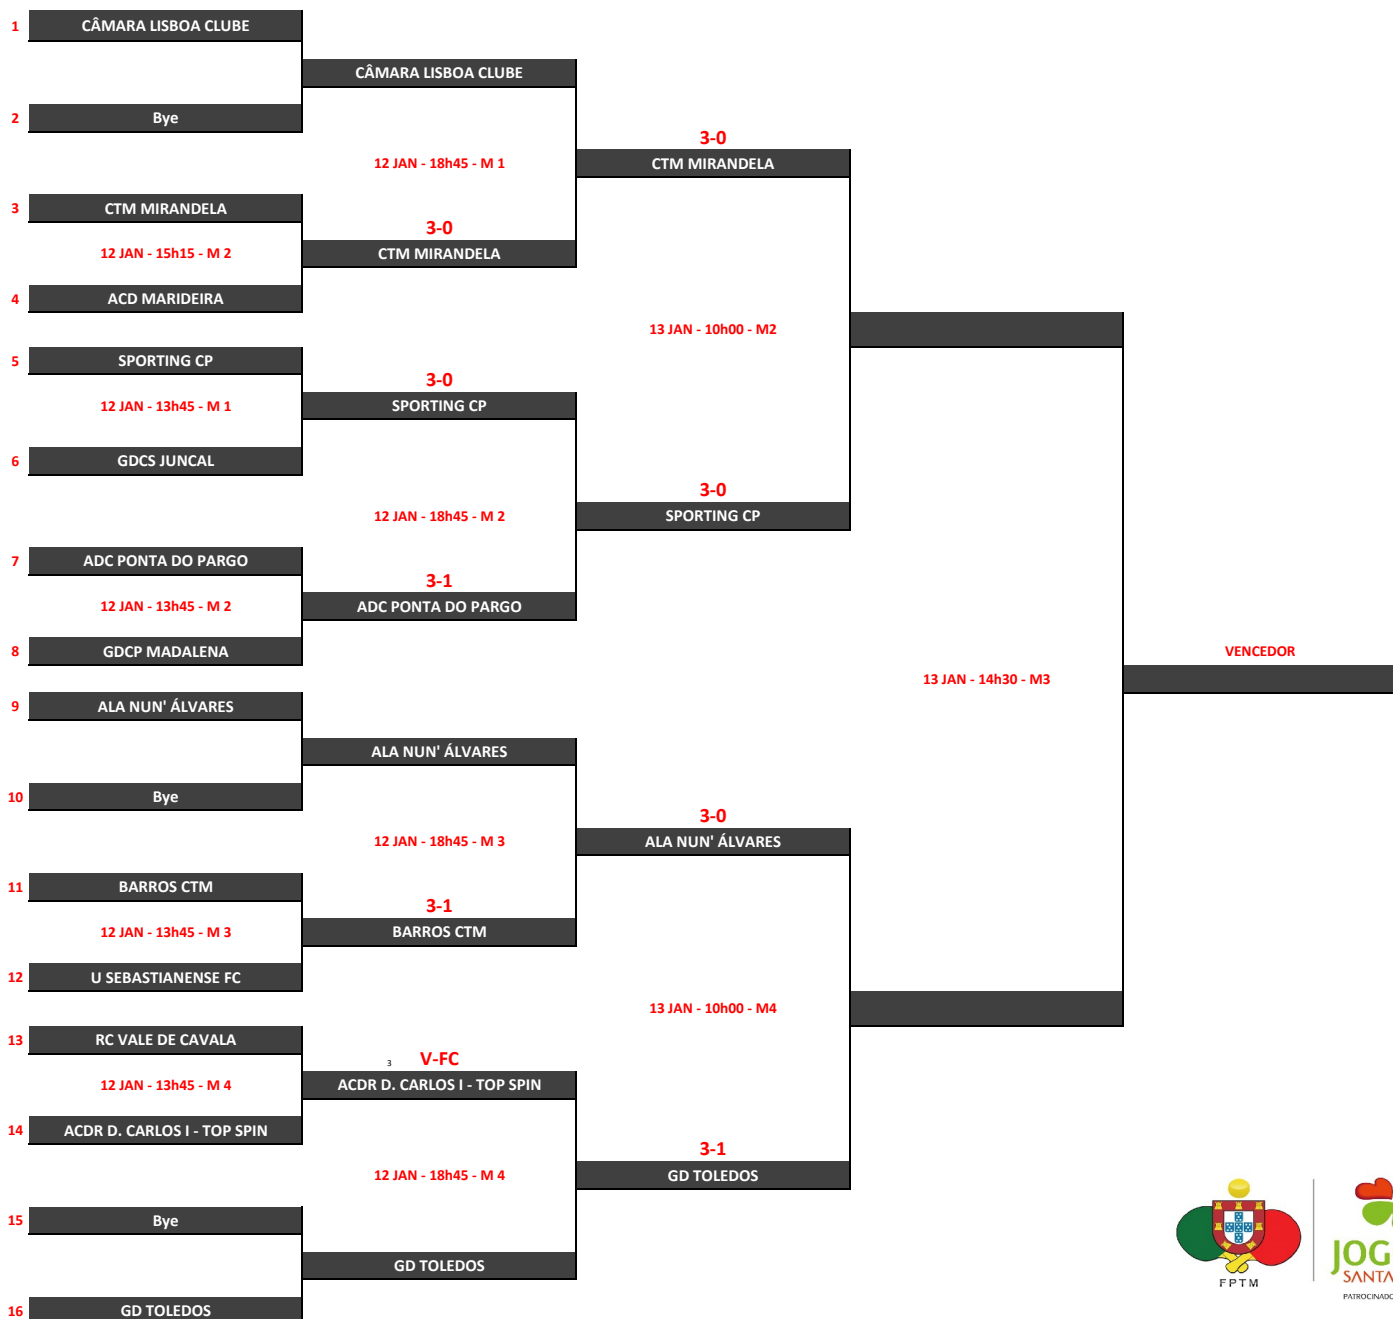 1 CÂMARA LISBOA CLUBE
CÂMARA LISBOA CLUBE
2 Bye
3-0
12 JAN - 18h45 - M 1
CTM MIRANDELA
3 CTM MIRANDELA
3-0
12 JAN - 15h15 - M 2
CTM MIRANDELA
4 ACD MARIDEIRA
13 JAN - 10h00 - M2
5 SPORTING CP
3-0
12 JAN - 13h45 - M 1
SPORTING CP
6 GDCS JUNCAL
3-0
12 JAN - 18h45 - M 2
SPORTING CP
7 ADC PONTA DO PARGO
3-1
12 JAN - 13h45 - M 2
ADC PONTA DO PARGO
8 GDCP MADALENA
VENCEDOR
13 JAN - 14h30 - M3
9 ALA NUN' ÁLVARES
ALA NUN' ÁLVARES
10 Bye
3-0
12 JAN - 18h45 - M 3
ALA NUN' ÁLVARES
11 BARROS CTM
3-1
12 JAN - 13h45 - M 3
BARROS CTM
12 U SEBASTIANENSE FC
13 JAN - 10h00 - M4
13 RC VALE DE CAVALA
3 V-FC
12 JAN - 13h45 - M 4
ACDR D. CARLOS I - TOP SPIN
14 ACDR D. CARLOS I - TOP SPIN
3-1
12 JAN - 18h45 - M 4
GD TOLEDOS
15 Bye
GD TOLEDOS
16 GD TOLEDOS
FPTM
JOG
SANTA
PATROCINADO